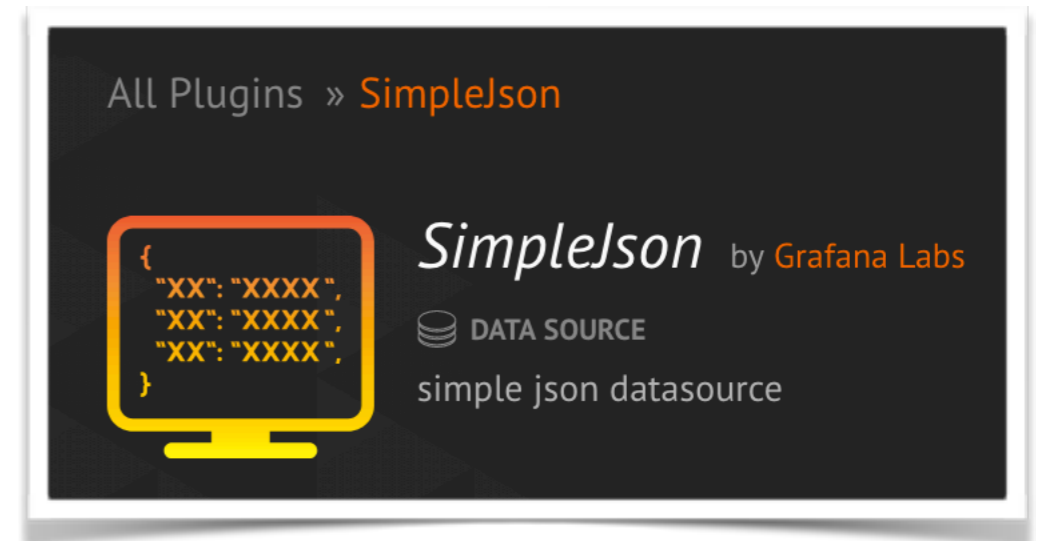 All Plugins » SimpleJson
SimpleJson by Grafana Labs
{
"XX": "XXXX",
"XX": "XXXX",
"XX": "XXXX",
}
DATA SOURCE
simple json datasource